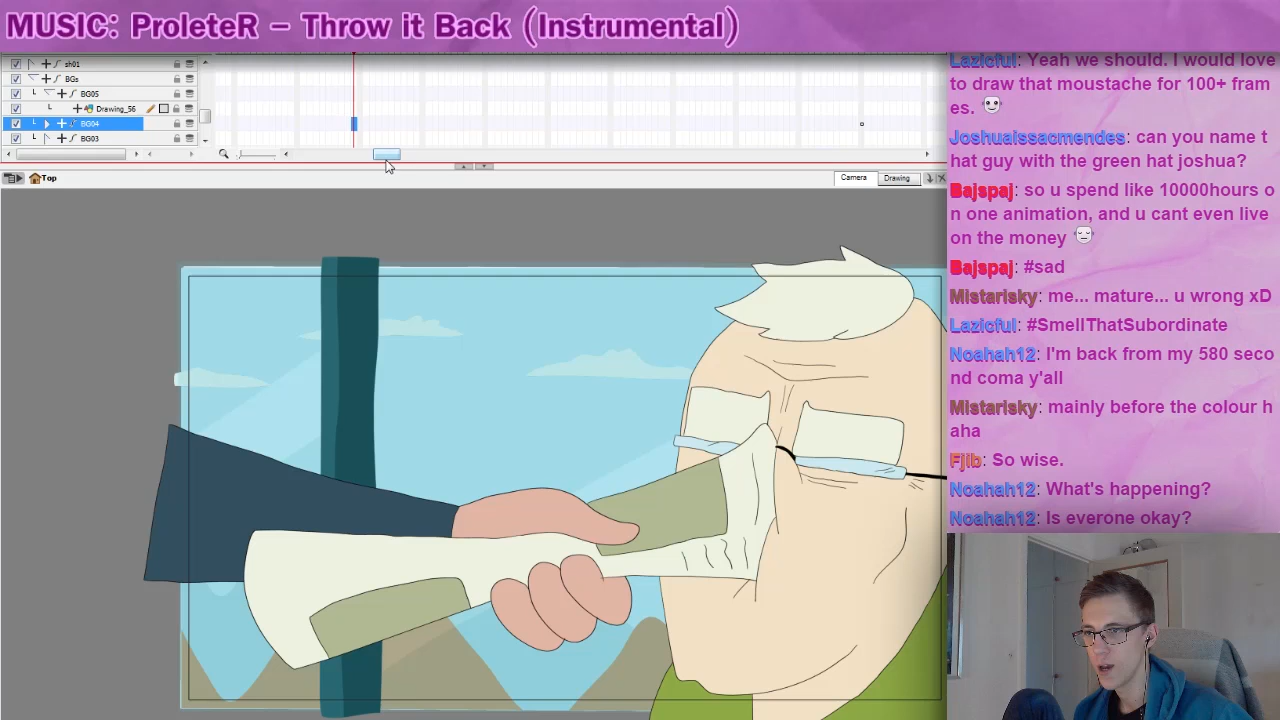 MUSIC: ProleteR – Throw it Back (Instrumental)
sh01
BGs
BG05
Drawing_56
BG04
BG03
Top
Camera
Drawing
Lazicful: Yeah we should. I would love
to draw that moustache for 100+ fram
es.
Joshuaissacmendes: can you name t
hat guy with the green hat joshua?
Bajspaj: so u spend like 10000hours o
n one animation, and u cant even live
on the money
Bajspaj: #sad
Mistarisky: me... mature... u wrong xD
Lazicful: #SmellThatSubordinate
Noahah12: I'm back from my 580 seco
nd coma y'all
Mistarisky: mainly before the colour h
aha
Fjib: So wise.
Noahah12: What's happening?
Noahah12: Is everone okay?